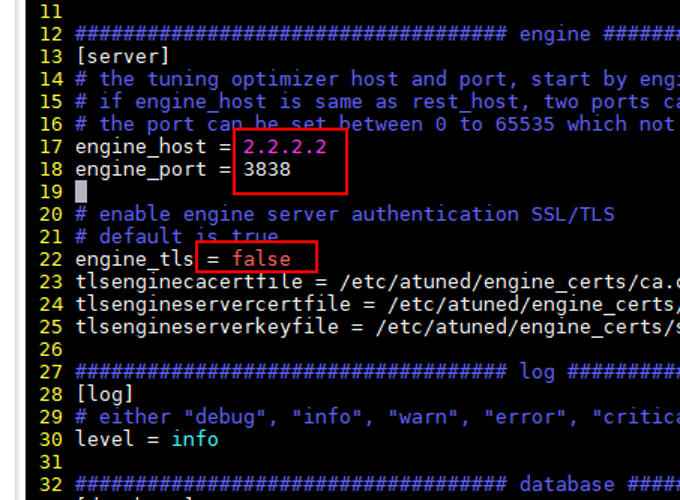 11
12 #################################### engine #######
13 [server]
14 # the tuning optimizer host and port, start by engi
15 # if engine_host is same as rest_host, two ports ca
16 # the port can be set between 0 to 65535 which not
17 engine_host = 2.2.2.2
18 engine_port = 3838
19
20 # enable engine server authentication SSL/TLS
21 # default is true
22 engine_tls = false
23 tlsenginecacertfile = /etc/atuned/engine_certs/ca.c
24 tlsengineservercertfile = /etc/atuned/engine_certs/
25 tlsengineserverkeyfile = /etc/atuned/engine_certs/s
26
27 #################################### log ##########
28 [log]
29 # either "debug", "info", "warn", "error", "critica
30 level = info
31
32 #################################### database #####